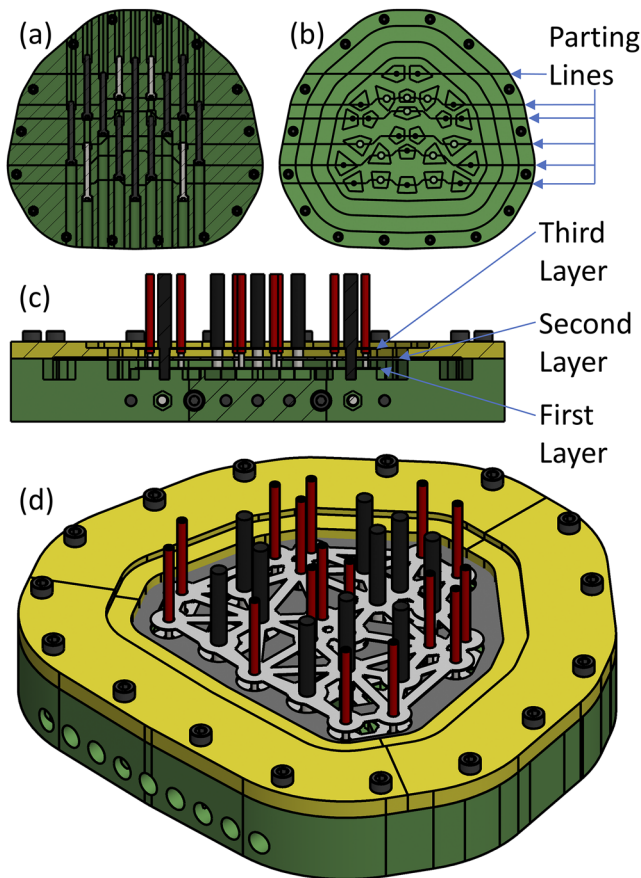 (a)
(b)
Parting
Lines
Third
Layer
(c)
Second
Layer
First
Layer
(d)